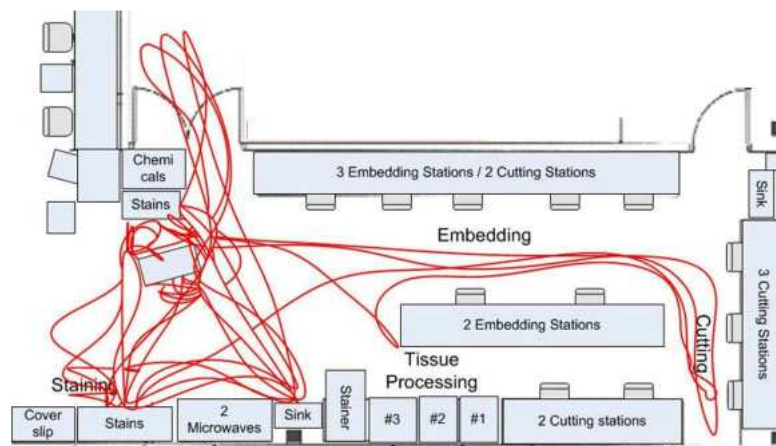 Chemi
cals
Stains
3 Embedding Stations / 2 Cutting Stations
Sink
Embedding
3 Cutting Stations
2 Embedding Stations
Cutting
Tissue
Processing
Staining
Cover
slip
Stains
2
Microwaves
Sink
Stainer
#3
#2
#1
2 Cutting stations